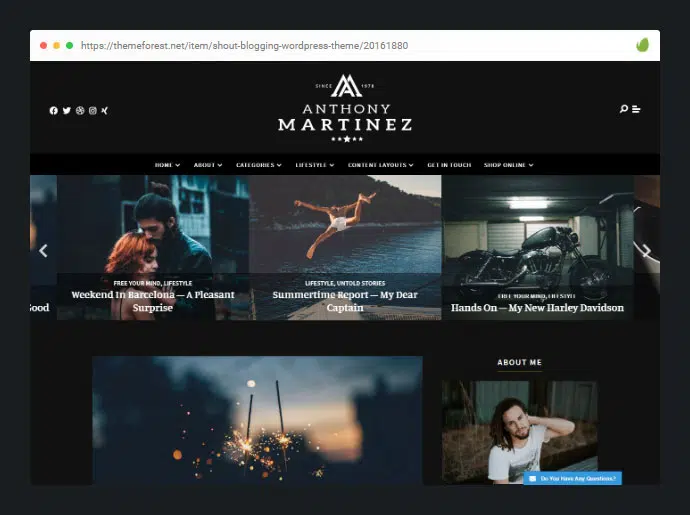 https://themeforest.net/item/shout-blogging-wordpress-theme/20161880
SINCE 1978
ANTHONY
MARTINEZ
HOME ABOUT CATEGORIES LIFESTYLE CONTENT LAYOUTS GET IN TOUCH SHOP ONLINE
Good
FREE YOUR MIND, LIFESTYLE
Weekend In Barcelona — A Pleasant
Surprise
LIFESTYLE, UNTOLD STORIES
Summertime Report — My Dear
Captain
FREE YOUR MIND, LIFESTYLE
Hands On — My New Harley Davidson
ABOUT ME
Do You Have Any Questions?